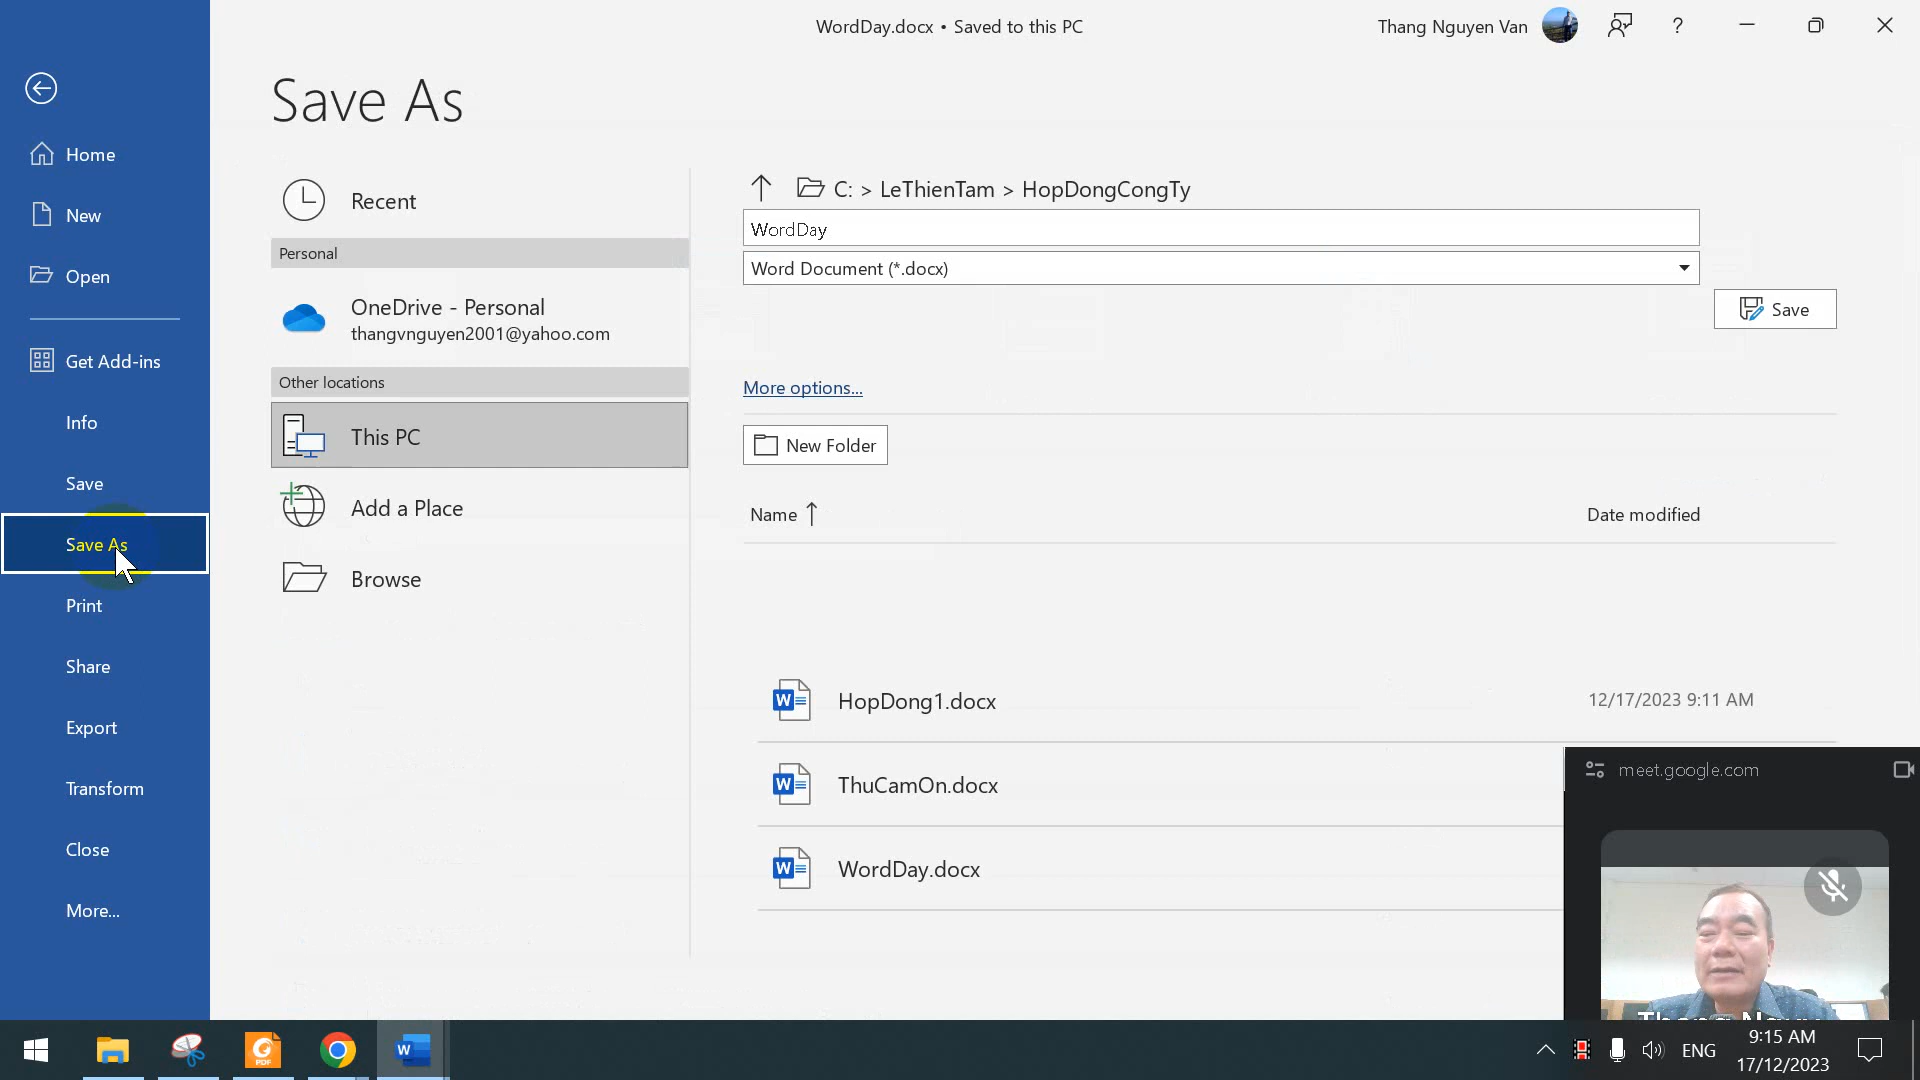 WordDay.docx • Saved to this PC
Thang Nguyen Van
?
Save As
Home
New
Open
Get Add-ins
Info
Save
Save As
Print
Share
Export
Transform
Close
More...
Recent
Personal
OneDrive - Personal
thangvnguyen2001@yahoo.com
Other locations
This PC
Add a Place
Browse
C: > LeThienTam > HopDongCongTy
WordDay
Word Document (*.docx)
Save
More options...
New Folder
Name
Date modified
HopDong1.docx
12/17/2023 9:11 AM
ThuCamOn.docx
WordDay.docx
meet.google.com
PDF
W
ENG
9:15 AM
17/12/2023